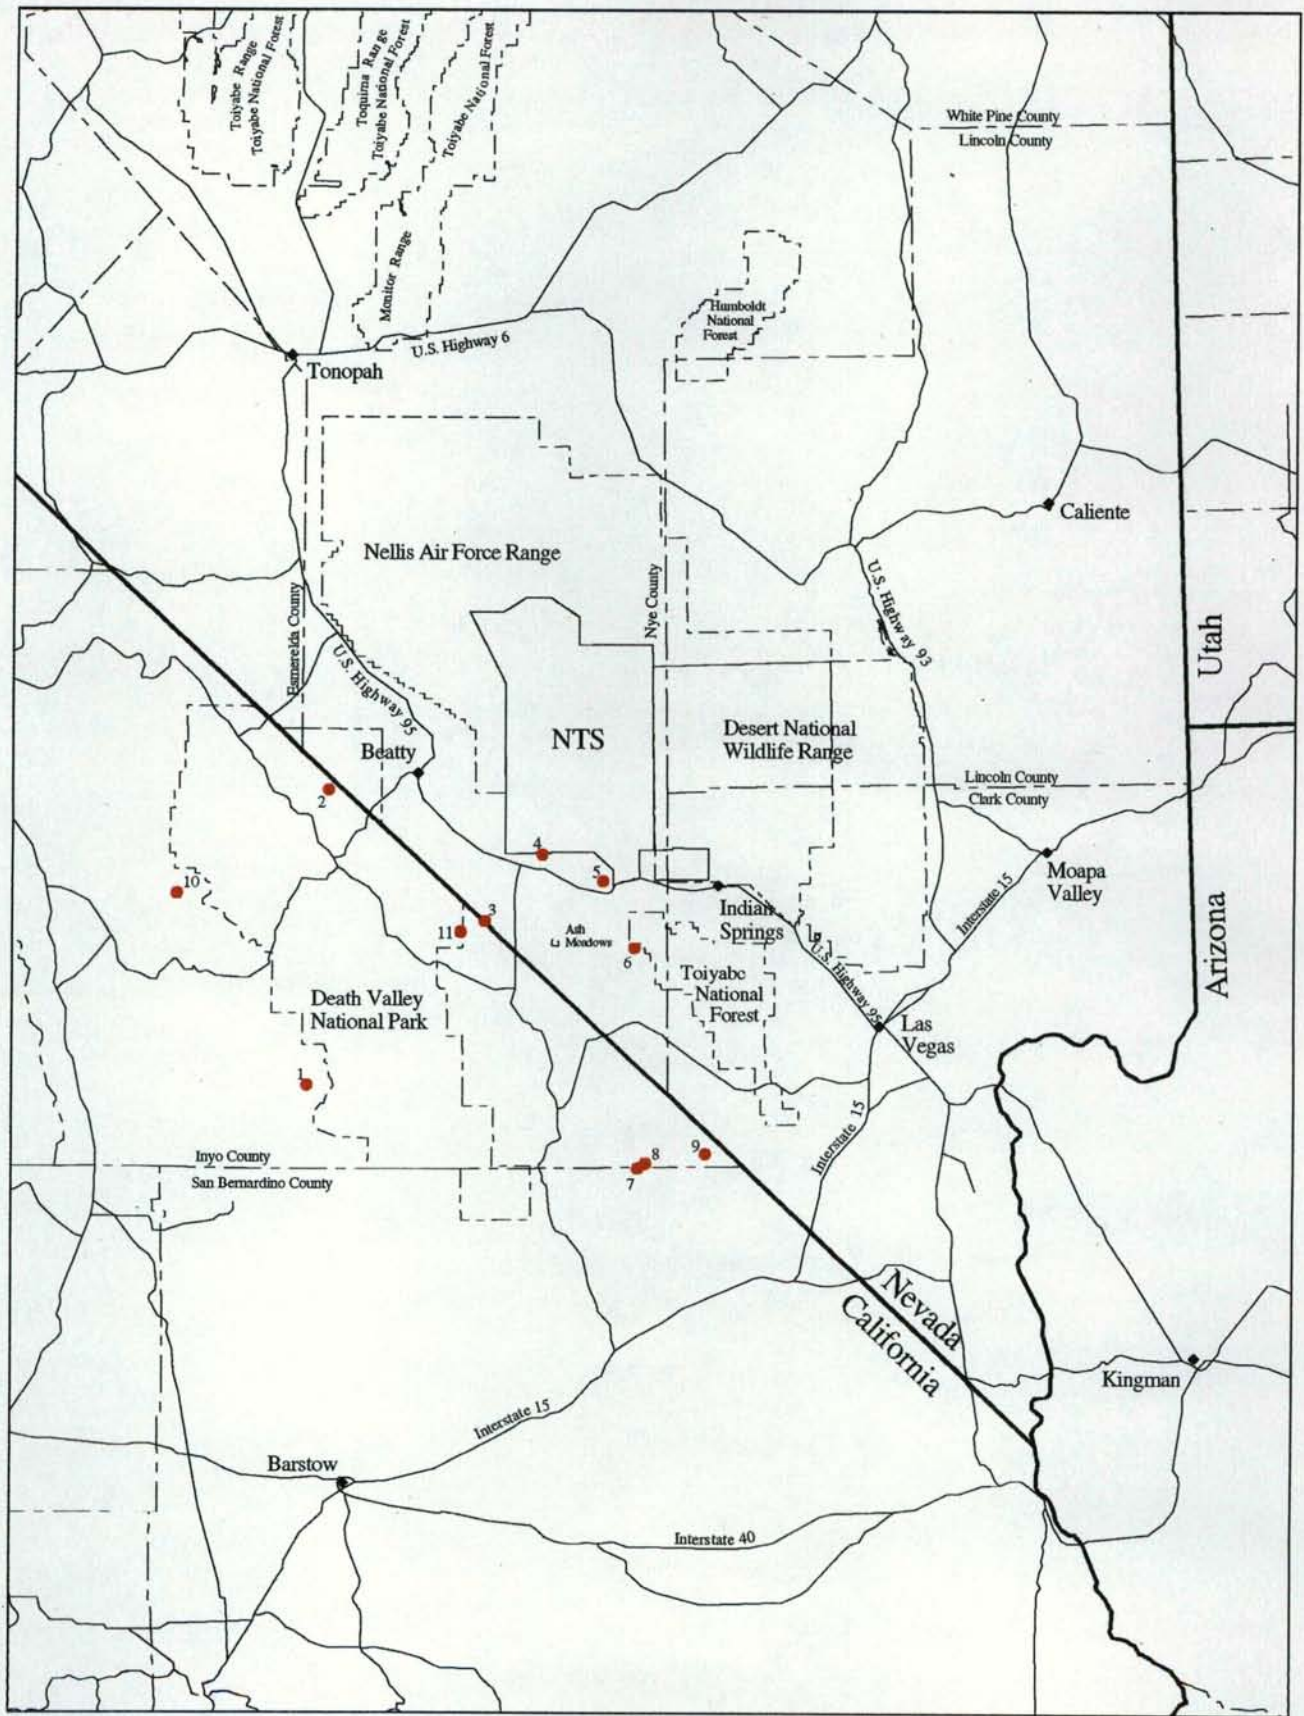 Toiyabe Range
Toiyabe National Forest
Toquima Range
Toiyabe National Forest
Toiyabe National Forest
Monitor Range
White Pine County
Lincoln County
Humboldt
National
Forest
U.S. Highway 6
Tonopah
Caliente
Nellis Air Force Range
Nye County
Esmerelda County
U.S. Highway 95
U.S. Highway 93
Utah
NTS
Desert National
Wildlife Range
Beatty
2
Lincoln County
Clark County
4
5
10
Moapa
Valley
Indian
Springs
Interstate 15
3
11
Ash
Meadows
6
Arizona
U.S. Highway 95
Toiyabe
National
Forest
Death Valley
National Park
Las
Vegas
1
Interstate 15
Inyo County
San Bernardino County
7
8
9
Nevada
California
Kingman
Interstate 15
Barstow
Interstate 40